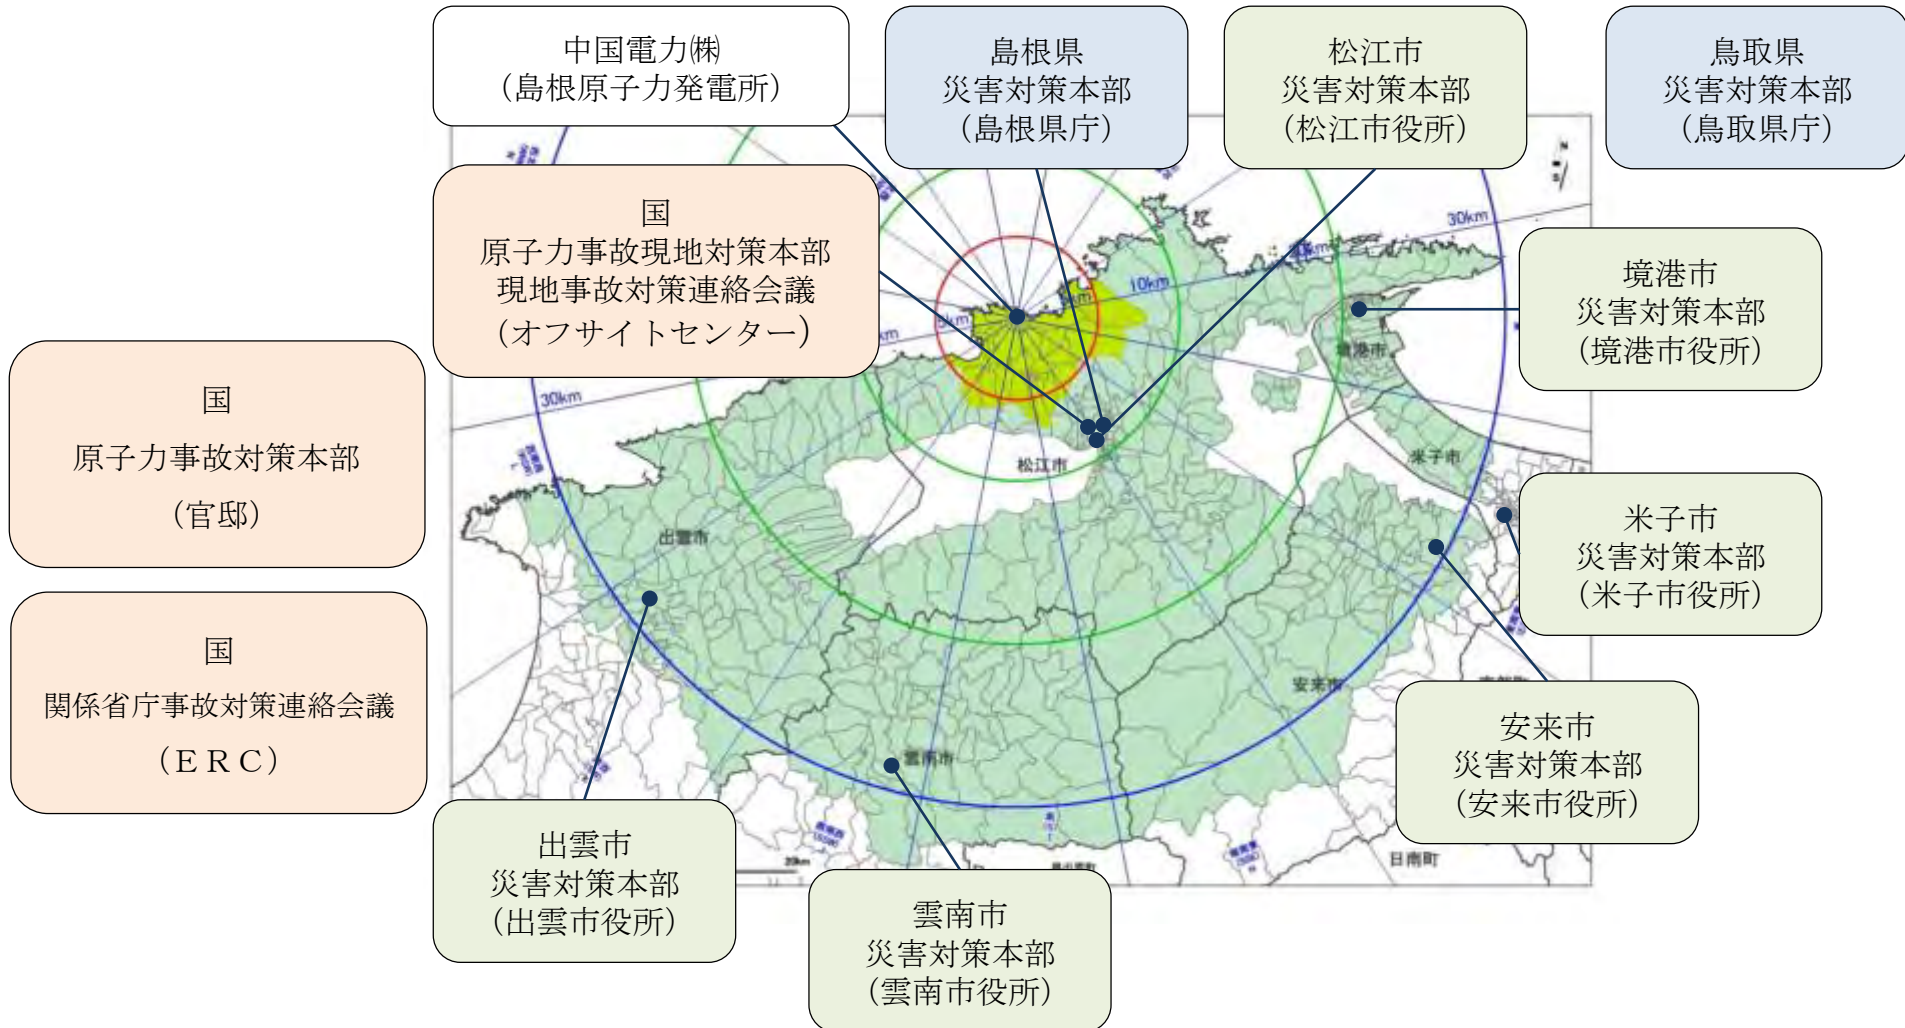 中国電力㈱
（島根原子力発電所）
島根県
災害対策本部
（島根県庁）
松江市
災害対策本部
（松江市役所）
鳥取県
災害対策本部
（鳥取県庁）
国
原子力事故現地対策本部
現地事故対策連絡会議
（オフサイトセンター）
国
原子力事故対策本部
（官邸）
国
関係省庁事故対策連絡会議
（ＥＲＣ）
境港市
災害対策本部
（境港市役所）
米子市
災害対策本部
（米子市役所）
安来市
災害対策本部
（安来市役所）
出雲市
災害対策本部
（出雲市役所）
雲南市
災害対策本部
（雲南市役所）
30km
10km
5km
30km
境港市
米子市
松江市
出雲市
安来市
雲南市
日南町
20km